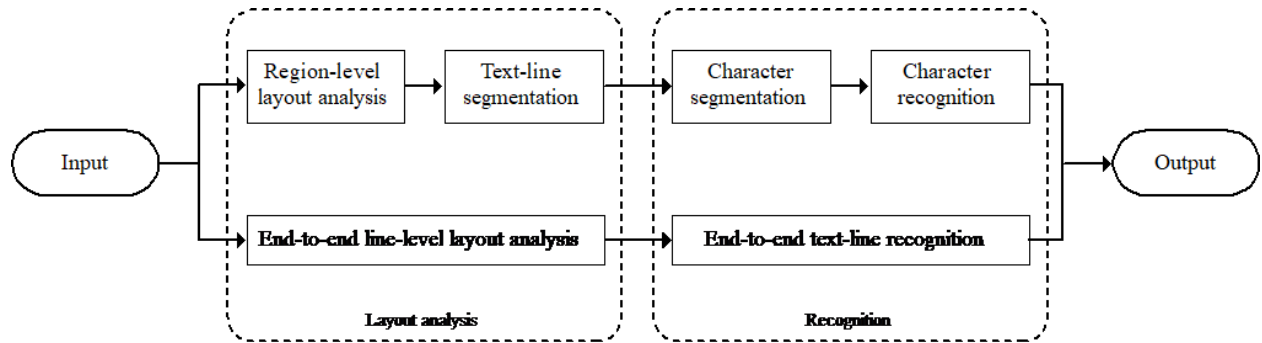 Region-level
layout analysis
Text-line
segmentation
Character
segmentation
Character
recognition
Input
Output
End-to-end line-level layout analysis
End-to-end text-line recognition
Layout analysis
Recognition